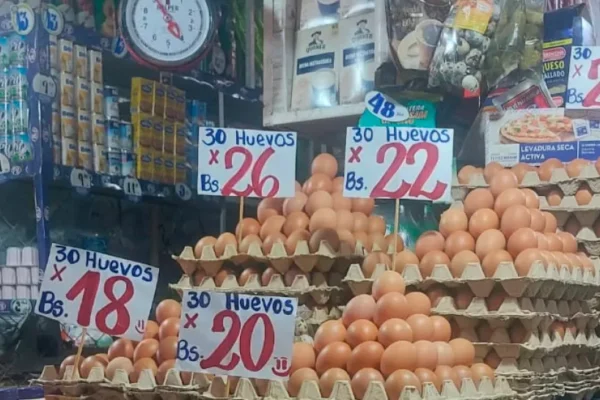 30 Huevos
x
Bs. 26
30 Huevos
x
Bs. 22
30 Huevos
x
Bs. 18
30 Huevos
x
Bs. 20
48
QUAKER
LEVADURA SECA
ACTIVA